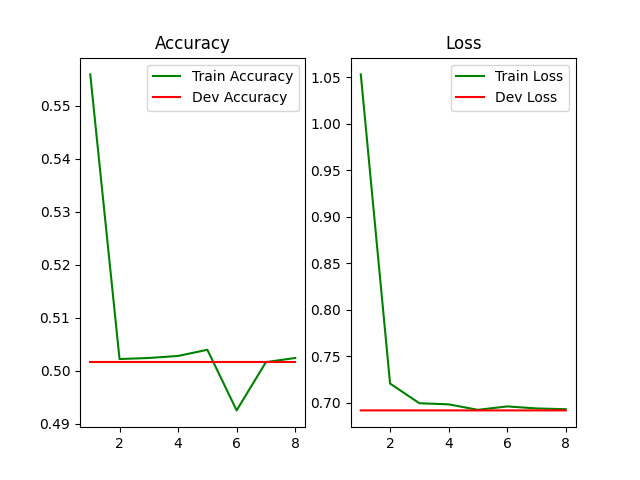 Accuracy
Train Accuracy
Dev Accuracy
0.55
0.54
0.53
0.52
0.51
0.50
0.49
2 4 6 8
Loss
Train Loss
Dev Loss
1.05
1.00
0.95
0.90
0.85
0.80
0.75
0.70
2 4 6 8